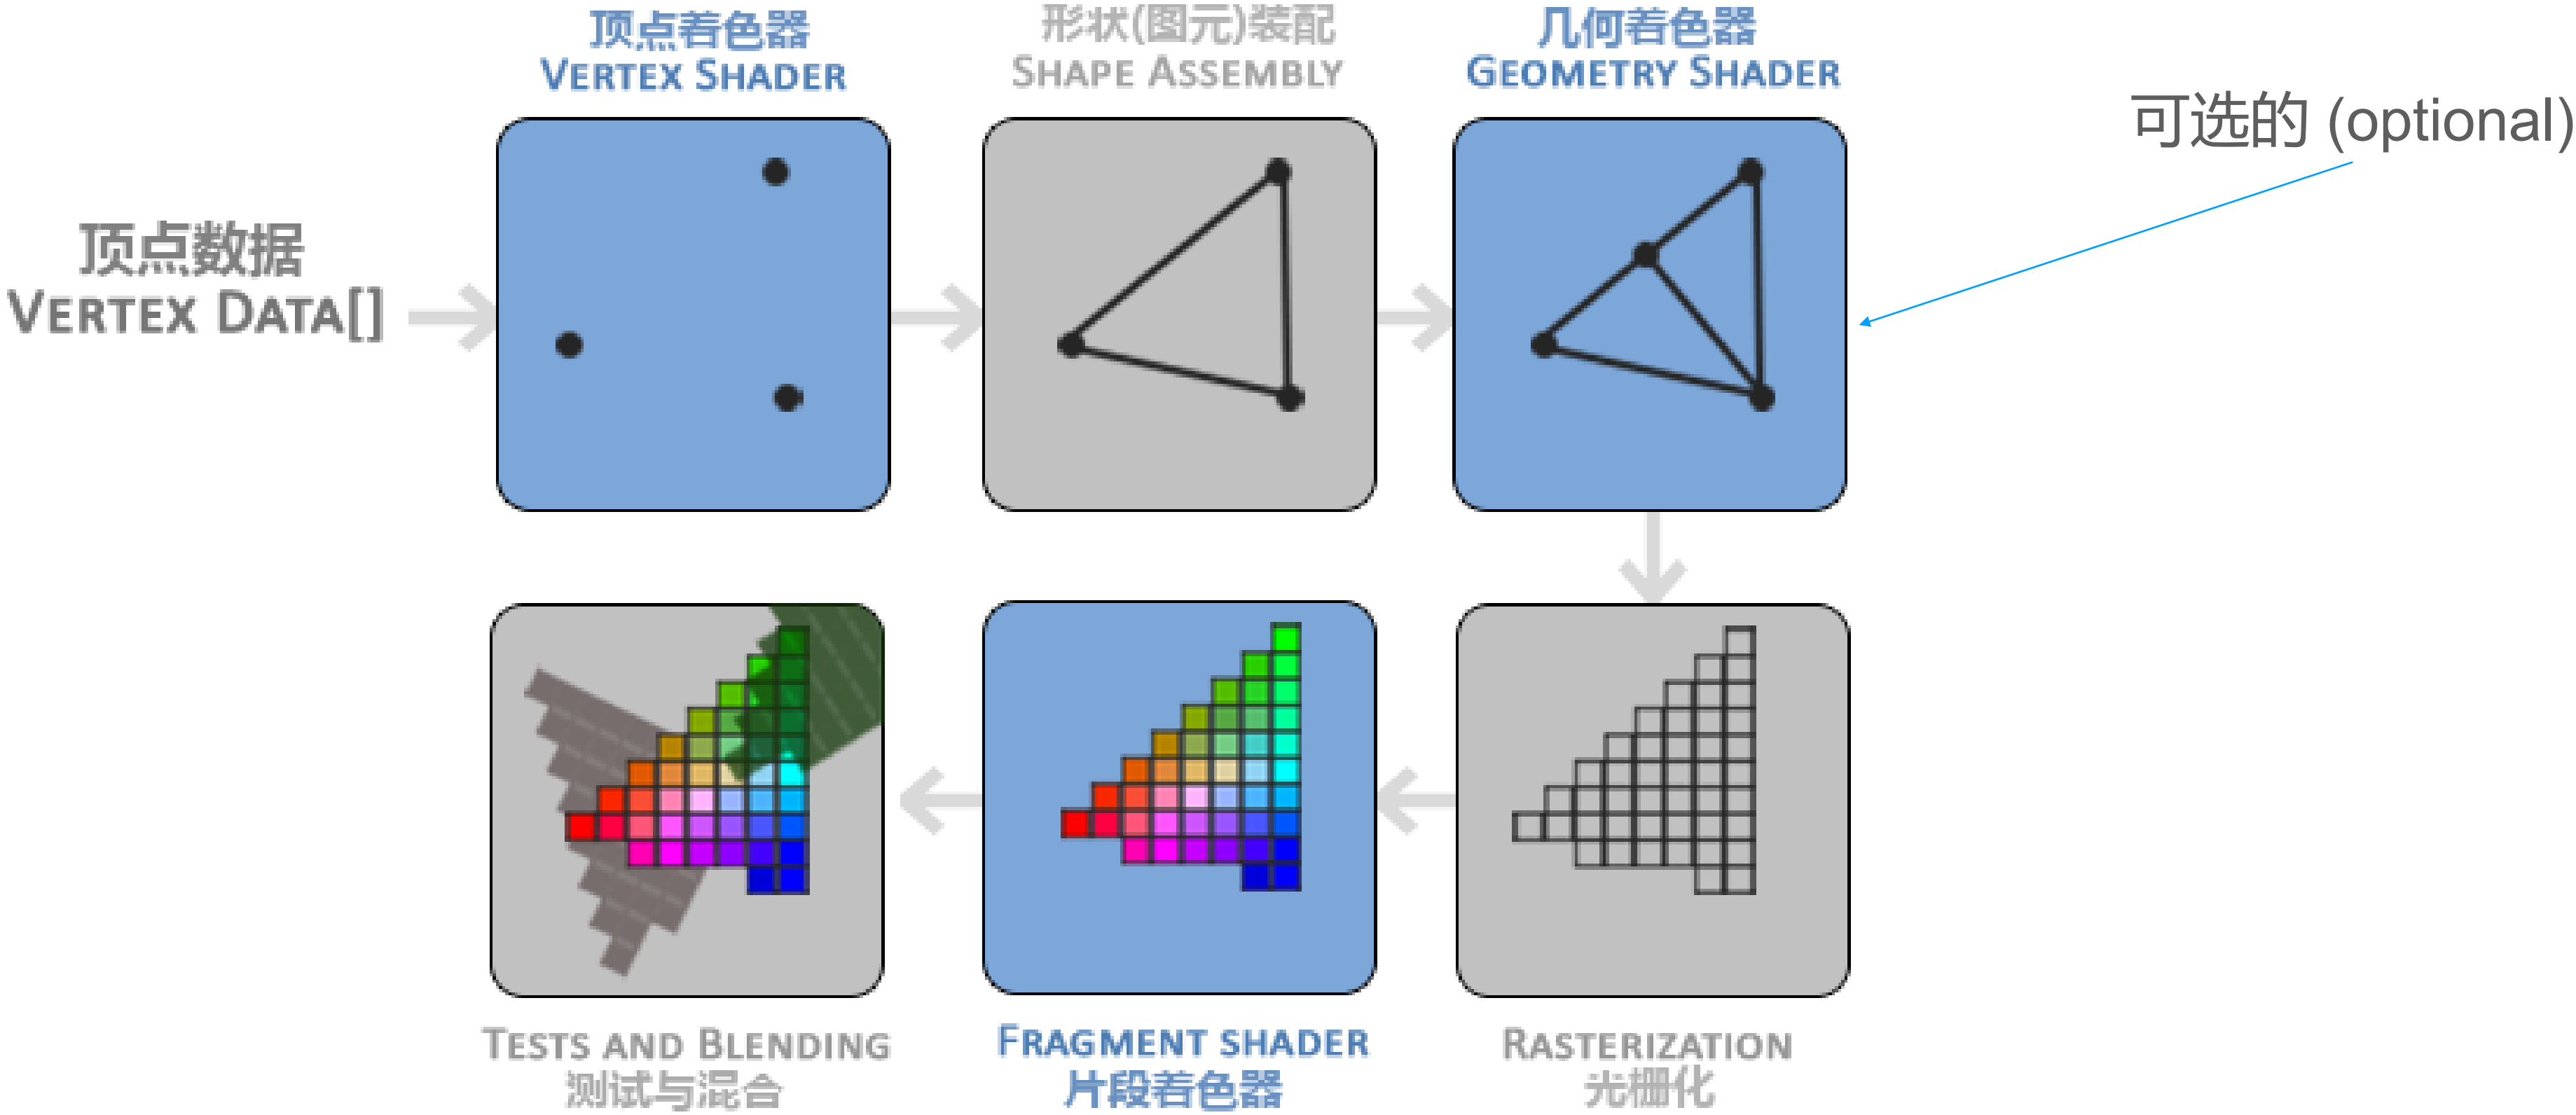 顶点着色器
VERTEX SHADER
形状(图元)装配
SHAPE ASSEMBLY
几何着色器
GEOMETRY SHADER
可选的 (optional)
顶点数据
VERTEX DATA[]
TESTS AND BLENDING
测试与混合
FRAGMENT SHADER
片段着色器
RASTERIZATION
光栅化